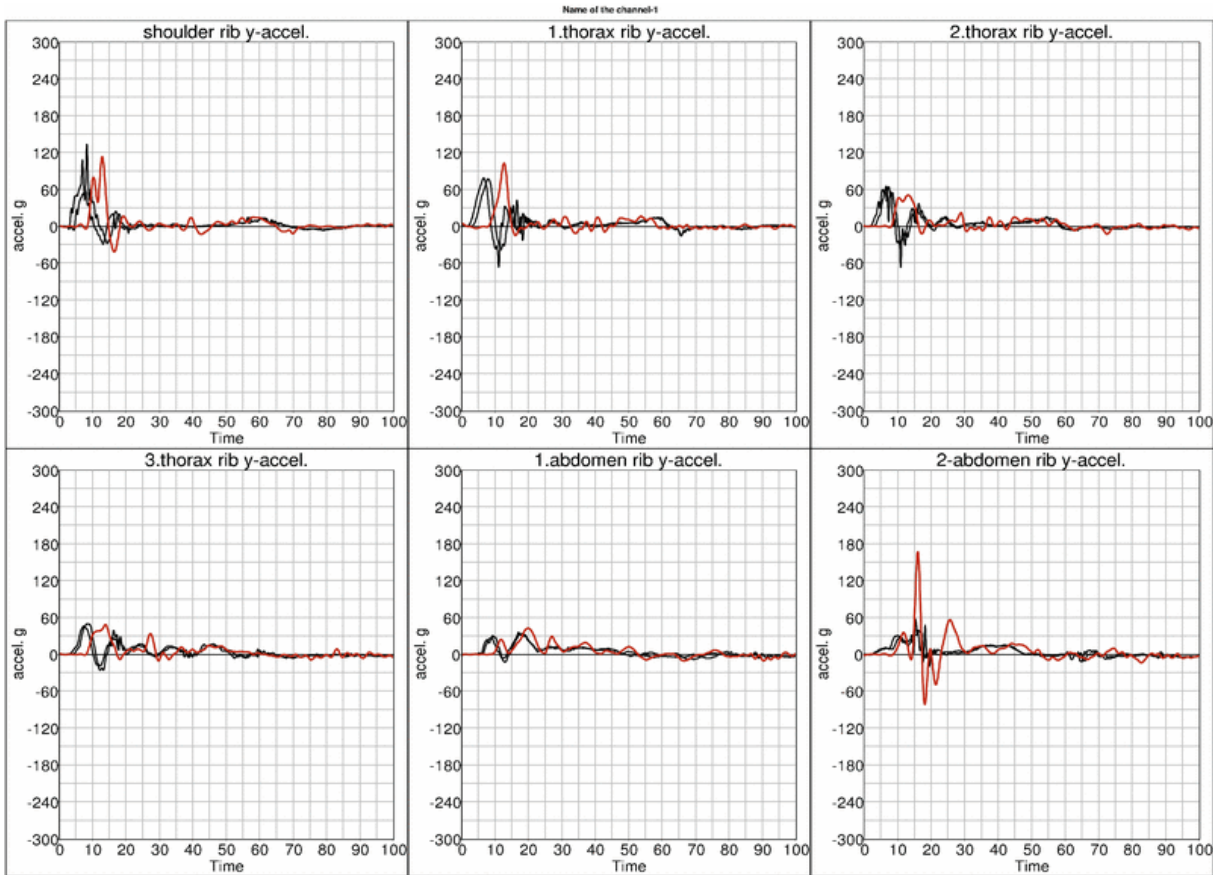 Name of the channel-1
shoulder rib y-accel.
1.thorax rib y-accel.
2.thorax rib y-accel.
300
240
180
120
60
0
-60
-120
-180
-240
-300
accel. g
0 10 20 30 40 50 60 70 80 90 100
Time
300
240
180
120
60
0
-60
-120
-180
-240
-300
accel. g
0 10 20 30 40 50 60 70 80 90 100
Time
300
240
180
120
60
0
-60
-120
-180
-240
-300
accel. g
0 10 20 30 40 50 60 70 80 90 100
Time
3.thorax rib y-accel.
1.abdomen rib y-accel.
2-abdomen rib y-accel.
300
240
180
120
60
0
-60
-120
-180
-240
-300
accel. g
0 10 20 30 40 50 60 70 80 90 100
Time
300
240
180
120
60
0
-60
-120
-180
-240
-300
accel. g
0 10 20 30 40 50 60 70 80 90 100
Time
300
240
180
120
60
0
-60
-120
-180
-240
-300
accel. g
0 10 20 30 40 50 60 70 80 90 100
Time